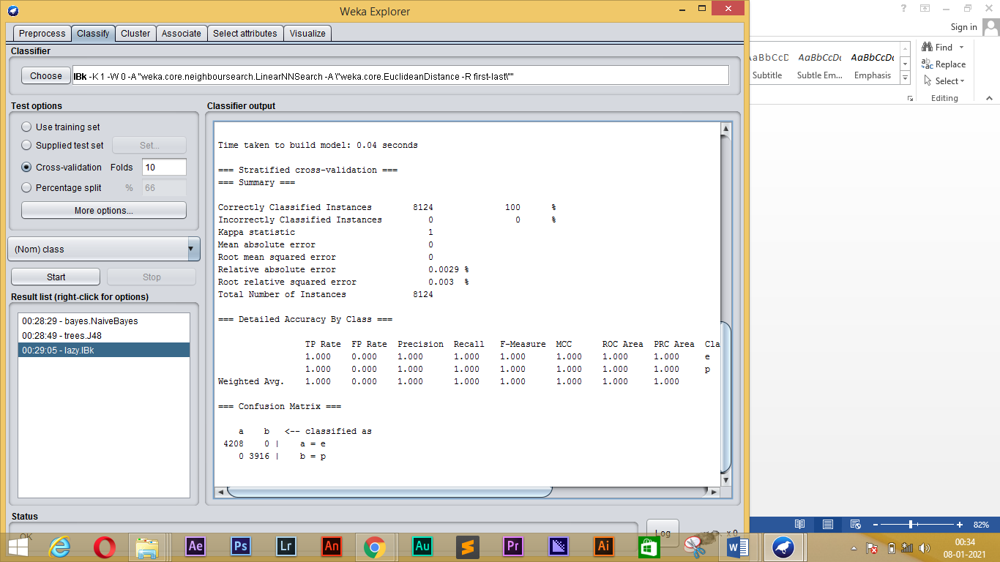 Weka Explorer
Preprocess Classify Cluster Associate Select attributes Visualize
Classifier
Choose IBk -K 1 -W 0 -A "weka.core.neighboursearch.LinearNNSearch -A \"weka.core.EuclideanDistance -R first-last\""
Test options
Use training set
Supplied test set Set...
Cross-validation Folds 10
Percentage split % 66
More options...
(Nom) class
Start Stop
Result list (right-click for options)
00:28:29 - bayes.NaiveBayes
00:28:49 - trees.J48
00:29:05 - lazy.IBk
Classifier output
Time taken to build model: 0.04 seconds
=== Stratified cross-validation ===
=== Summary ===
Correctly Classified Instances 8124 100 %
Incorrectly Classified Instances 0 0 %
Kappa statistic 1
Mean absolute error 0
Root mean squared error 0
Relative absolute error 0.0029 %
Root relative squared error 0.003 %
Total Number of Instances 8124
=== Detailed Accuracy By Class ===
TP Rate FP Rate Precision Recall F-Measure MCC ROC Area PRC Area Cla
1.000 0.000 1.000 1.000 1.000 1.000 1.000 1.000 e
1.000 0.000 1.000 1.000 1.000 1.000 1.000 1.000 p
Weighted Avg. 1.000 0.000 1.000 1.000 1.000 1.000 1.000 1.000
=== Confusion Matrix ===
a b <-- classified as
4208 0 | a = e
0 3916 | b = p
Status
OK
Log
x 0
Sign in
AaBbCcD AaBbCcDc AaBbCcDc
Subtitle Subtle Em... Emphasis
Find
Replace
Select
Editing
82%
Ae Ps Lr An Au Pr Ai W
00:34
08-01-2021